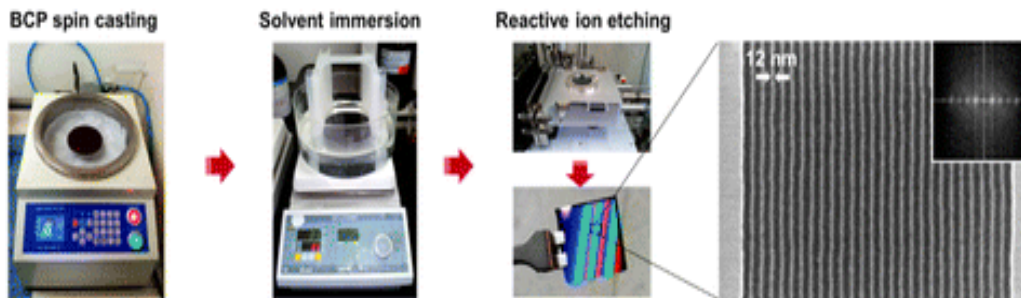 BCP spin casting
Solvent immersion
Reactive ion etching
12 nm